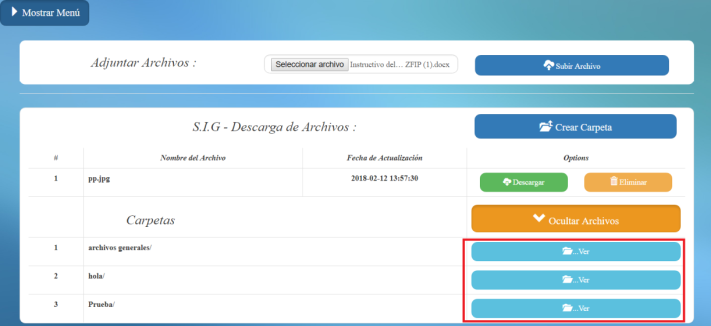 Mostrar Menú
Adjuntar Archivos :
Seleccionar archivo Instructivo del... ZFIP (1).docx
Subir Archivo
S.I.G - Descarga de Archivos :
Crear Carpeta
# Nombre del Archivo Fecha de Actualización Options
1 pp.jpg 2018-02-12 13:57:30 Descargar Eliminar
Carpetas Ocultar Archivos
1 archivos generales/ ...Ver
2 hola/ ...Ver
3 Prueba/ ...Ver